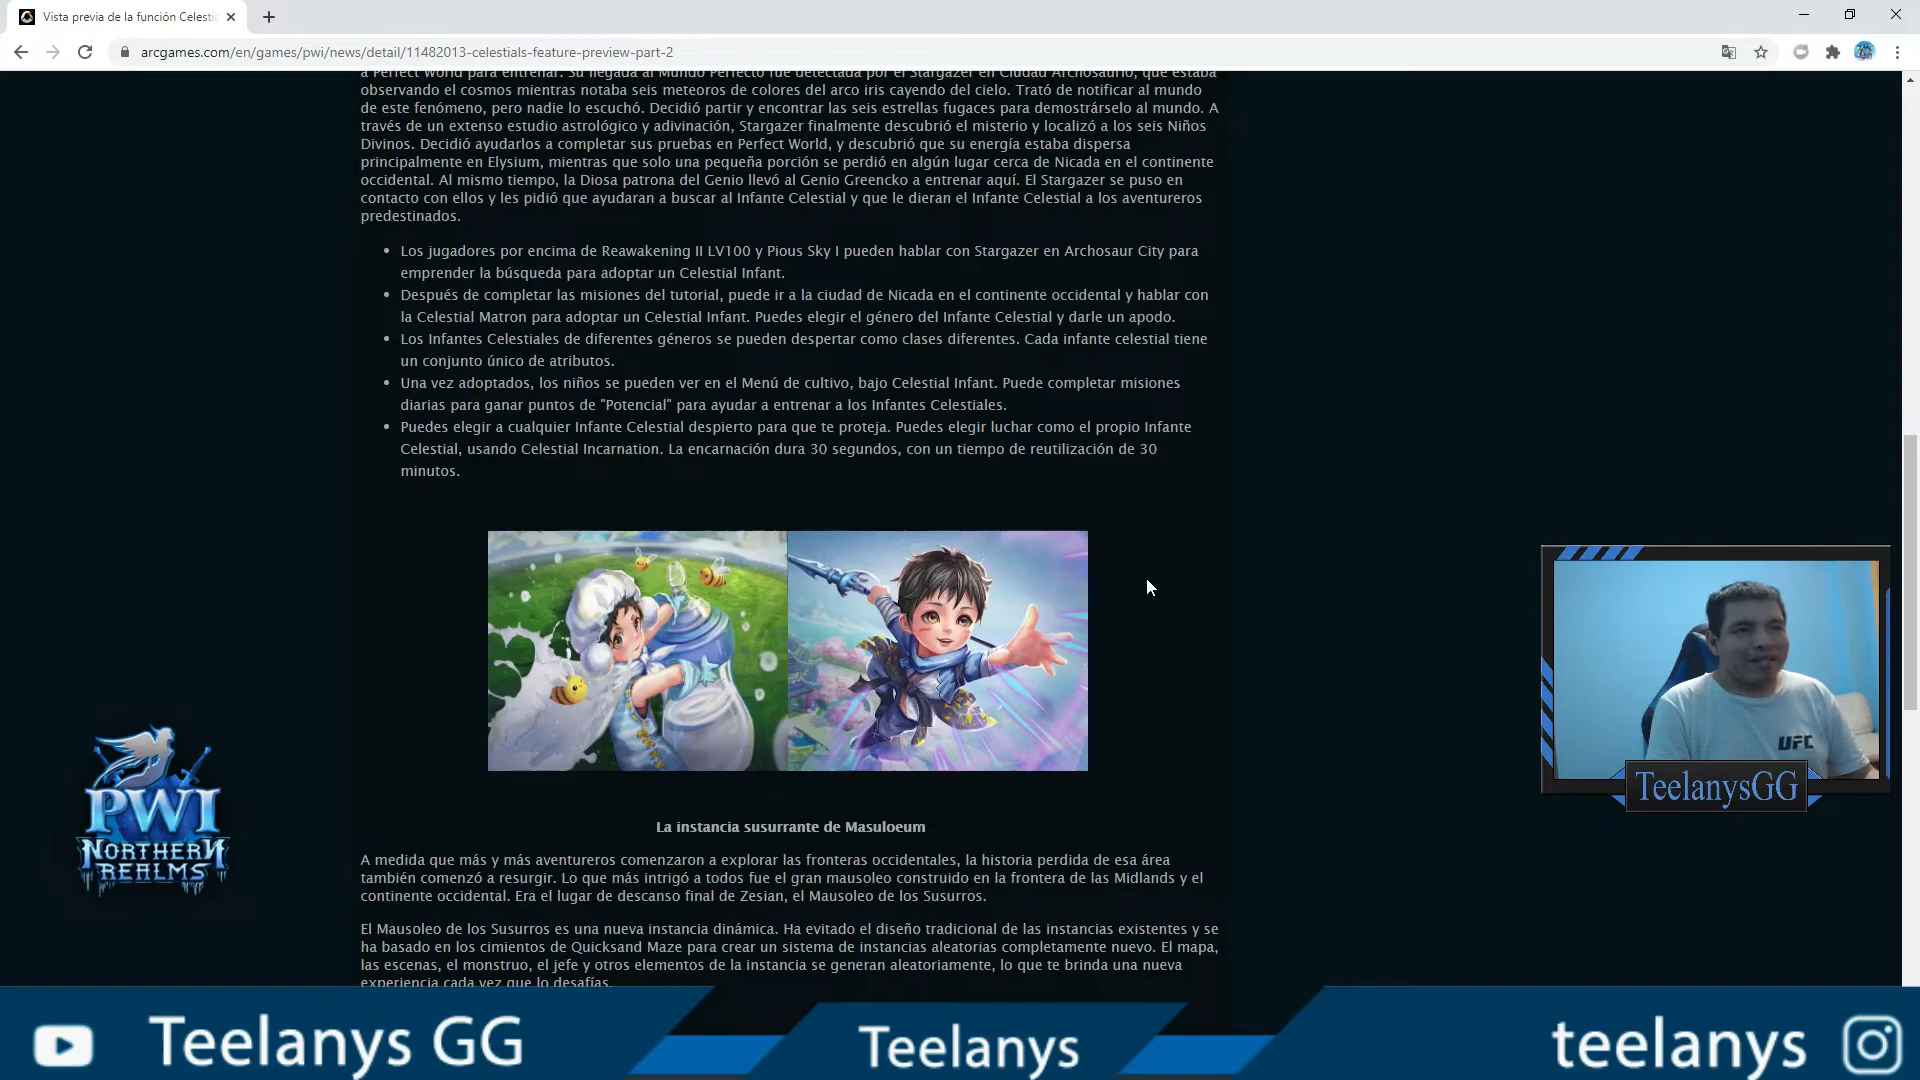 Vista previa de la función Celestia
arcgames.com/en/games/pwi/news/detail/11482013-celestials-feature-preview-part-2
a Perfect World para entrenar. Su llegada al Mundo Perfecto fue detectada por el Stargazer en Ciudad Archosaurio, que estaba
observando el cosmos mientras notaba seis meteoros de colores del arco iris cayendo del cielo. Trató de notificar al mundo
de este fenómeno, pero nadie lo escuchó. Decidió partir y encontrar las seis estrellas fugaces para demostrárselo al mundo. A
través de un extenso estudio astrológico y adivinación, Stargazer finalmente descubrió el misterio y localizó a los seis Niños
Divinos. Decidió ayudarlos a completar sus pruebas en Perfect World, y descubrió que su energía estaba dispersa
principalmente en Elysium, mientras que solo una pequeña porción se perdió en algún lugar cerca de Nicada en el continente
occidental. Al mismo tiempo, la Diosa patrona del Genio llevó al Genio Greencko a entrenar aquí. El Stargazer se puso en
contacto con ellos y les pidió que ayudaran a buscar al Infante Celestial y que le dieran el Infante Celestial a los aventureros
predestinados.
• Los jugadores por encima de Reawakening II LV100 y Pious Sky I pueden hablar con Stargazer en Archosaur City para
emprender la búsqueda para adoptar un Celestial Infant.
• Después de completar las misiones del tutorial, puede ir a la ciudad de Nicada en el continente occidental y hablar con
la Celestial Matron para adoptar un Celestial Infant. Puedes elegir el género del Infante Celestial y darle un apodo.
• Los Infantes Celestiales de diferentes géneros se pueden despertar como clases diferentes. Cada infante celestial tiene
un conjunto único de atributos.
• Una vez adoptados, los niños se pueden ver en el Menú de cultivo, bajo Celestial Infant. Puede completar misiones
diarias para ganar puntos de "Potencial" para ayudar a entrenar a los Infantes Celestiales.
• Puedes elegir a cualquier Infante Celestial despierto para que te proteja. Puedes elegir luchar como el propio Infante
Celestial, usando Celestial Incarnation. La encarnación dura 30 segundos, con un tiempo de reutilización de 30
minutos.
UFC
TeelanysGG
PWI
NORTHERN
REALMS
La instancia susurrante de Masuloeum
A medida que más y más aventureros comenzaron a explorar las fronteras occidentales, la historia perdida de esa área
también comenzó a resurgir. Lo que más intrigó a todos fue el gran mausoleo construido en la frontera de las Midlands y el
continente occidental. Era el lugar de descanso final de Zesian, el Mausoleo de los Susurros.
El Mausoleo de los Susurros es una nueva instancia dinámica. Ha evitado el diseño tradicional de las instancias existentes y se
ha basado en los cimientos de Quicksand Maze para crear un sistema de instancias aleatorias completamente nuevo. El mapa,
las escenas, el monstruo, el jefe y otros elementos de la instancia se generan aleatoriamente, lo que te brinda una nueva
experiencia cada vez que lo desafías.
Teelanys GG
Teelanys
teelanys